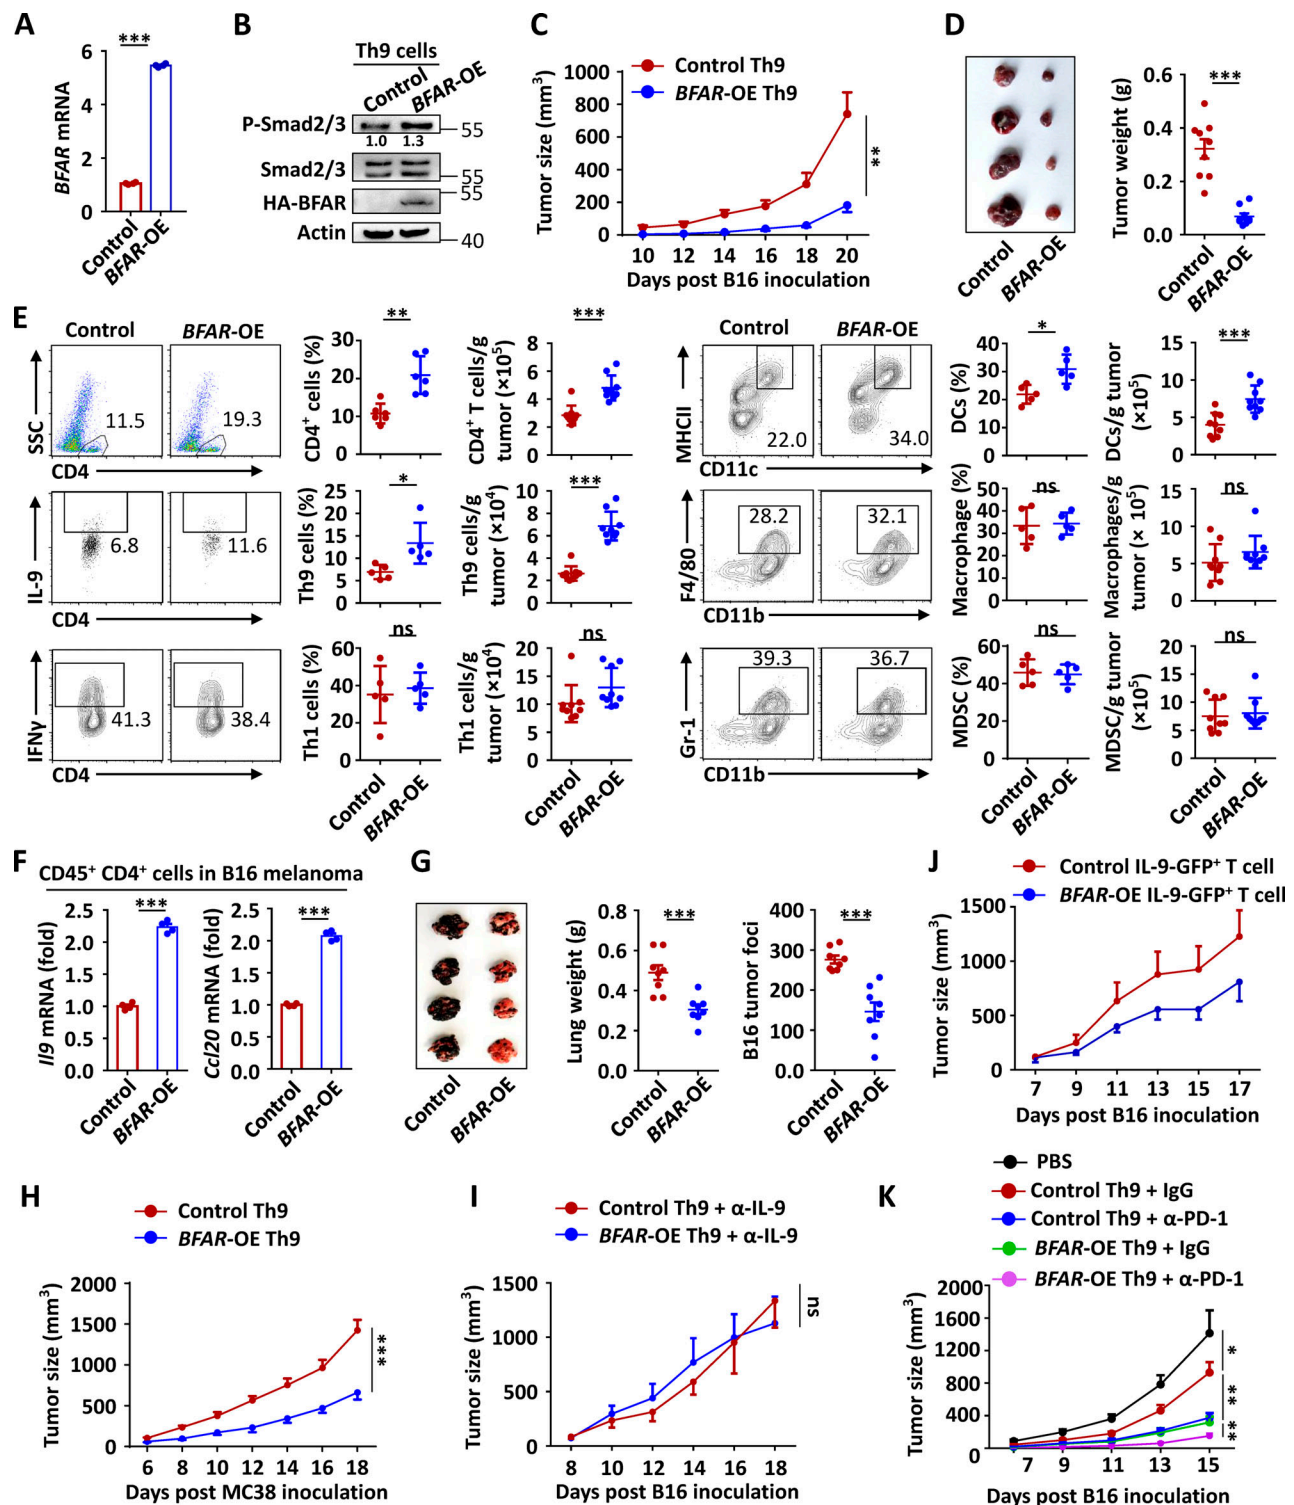 A
***
BFAR mRNA
6
4
2
0
Control
BFAR-OE
B
Th9 cells
Control
BFAR-OE
P-Smad2/3
1.0 1.3
55
Smad2/3
55
55
HA-BFAR
Actin
40
C
Control Th9
BFAR-OE Th9
Tumor size (mm³)
1000
800
600
400
200
0
**
10 12 14 16 18 20
Days post B16 inoculation
D
Control
BFAR-OE
Tumor weight (g)
0.6
0.4
0.2
0.0
***
Control
BFAR-OE
E
Control BFAR-OE
SSC
11.5 19.3
CD4
CD4⁺ cells (%)
30
20
10
0
**
CD4⁺ T cells/g
tumor (×10⁵)
8
6
4
2
0
***
IL-9
6.8 11.6
CD4
Th9 cells (%)
25
20
15
10
5
0
*
Th9 cells/g
tumor (×10⁴)
10
8
6
4
2
0
***
IFNγ
41.3 38.4
CD4
Th1 cells (%)
60
40
20
0
ns
Control
BFAR-OE
Th1 cells/g
tumor (×10⁴)
20
15
10
5
0
ns
Control
BFAR-OE
Control BFAR-OE
MHCII
22.0 34.0
CD11c
DCs (%)
40
30
20
10
0
*
DCs/g tumor
(×10⁵)
15
10
5
0
***
F4/80
28.2 32.1
CD11b
Macrophage (%)
50
40
30
20
10
0
ns
Macrophages/g
tumor (× 10⁵)
15
10
5
0
ns
Gr-1
39.3 36.7
CD11b
MDSC (%)
60
40
20
0
ns
Control
BFAR-OE
MDSC/g tumor
(×10⁵)
20
15
10
5
0
ns
Control
BFAR-OE
F
CD45⁺ CD4⁺ cells in B16 melanoma
Il9 mRNA (fold)
2.5
2.0
1.5
1.0
0.5
0.0
***
Control
BFAR-OE
Ccl20 mRNA (fold)
2.5
2.0
1.5
1.0
0.5
0.0
***
Control
BFAR-OE
G
Control
BFAR-OE
Lung weight (g)
0.8
0.6
0.4
0.2
0.0
***
Control
BFAR-OE
B16 tumor foci
400
300
200
100
0.0
***
Control
BFAR-OE
J
Control IL-9-GFP⁺ T cell
BFAR-OE IL-9-GFP⁺ T cell
Tumor size (mm³)
1500
1000
500
0
7 9 11 13 15 17
Days post B16 inoculation
H
Control Th9
BFAR-OE Th9
Tumor size (mm³)
2000
1500
1000
500
0
***
6 8 10 12 14 16 18
Days post MC38 inoculation
I
Control Th9 + α-IL-9
BFAR-OE Th9 + α-IL-9
Tumor size (mm³)
1500
1000
500
0
ns
8 10 12 14 16 18
Days post B16 inoculation
K
PBS
Control Th9 + IgG
Control Th9 + α-PD-1
BFAR-OE Th9 + IgG
BFAR-OE Th9 + α-PD-1
Tumor size (mm³)
2000
1600
1200
800
400
0
*
***
**
7 9 11 13 15
Days post B16 inoculation